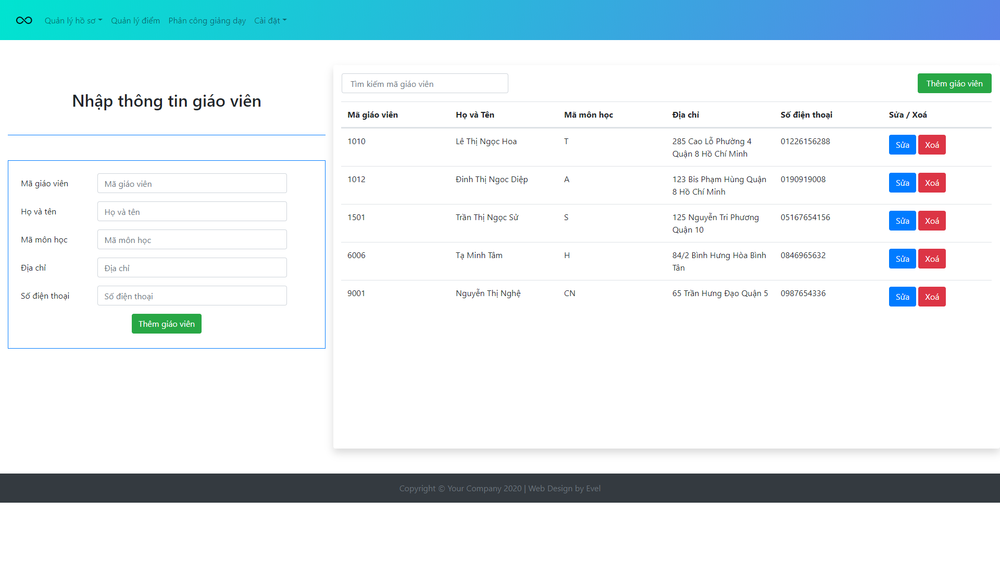 Quản lý hồ sơ Quản lý điểm Phân công giảng dạy Cài đặt
Nhập thông tin giáo viên
Mã giáo viên Mã giáo viên
Họ và tên Họ và tên
Mã môn học Mã môn học
Địa chỉ Địa chỉ
Số điện thoại Số điện thoại
Thêm giáo viên
Tìm kiếm mã giáo viên Thêm giáo viên
Mã giáo viên Họ và Tên Mã môn học Địa chỉ Số điện thoại Sửa / Xoá
1010 Lê Thị Ngọc Hoa T 285 Cao Lỗ Phường 4 01226156288 Sửa Xoá
Quận 8 Hồ Chí Minh
1012 Đinh Thị Ngoc Diệp A 123 Bis Phạm Hùng Quận 0190919008 Sửa Xoá
8 Hồ Chí Minh
1501 Trần Thị Ngọc Sử S 125 Nguyễn Tri Phương 05167654156 Sửa Xoá
Quận 10
6006 Tạ Minh Tâm H 84/2 Bình Hưng Hòa Bình 0846965632 Sửa Xoá
Tân
9001 Nguyễn Thị Nghệ CN 65 Trần Hưng Đạo Quận 5 0987654336 Sửa Xoá
Copyright © Your Company 2020 | Web Design by Evel